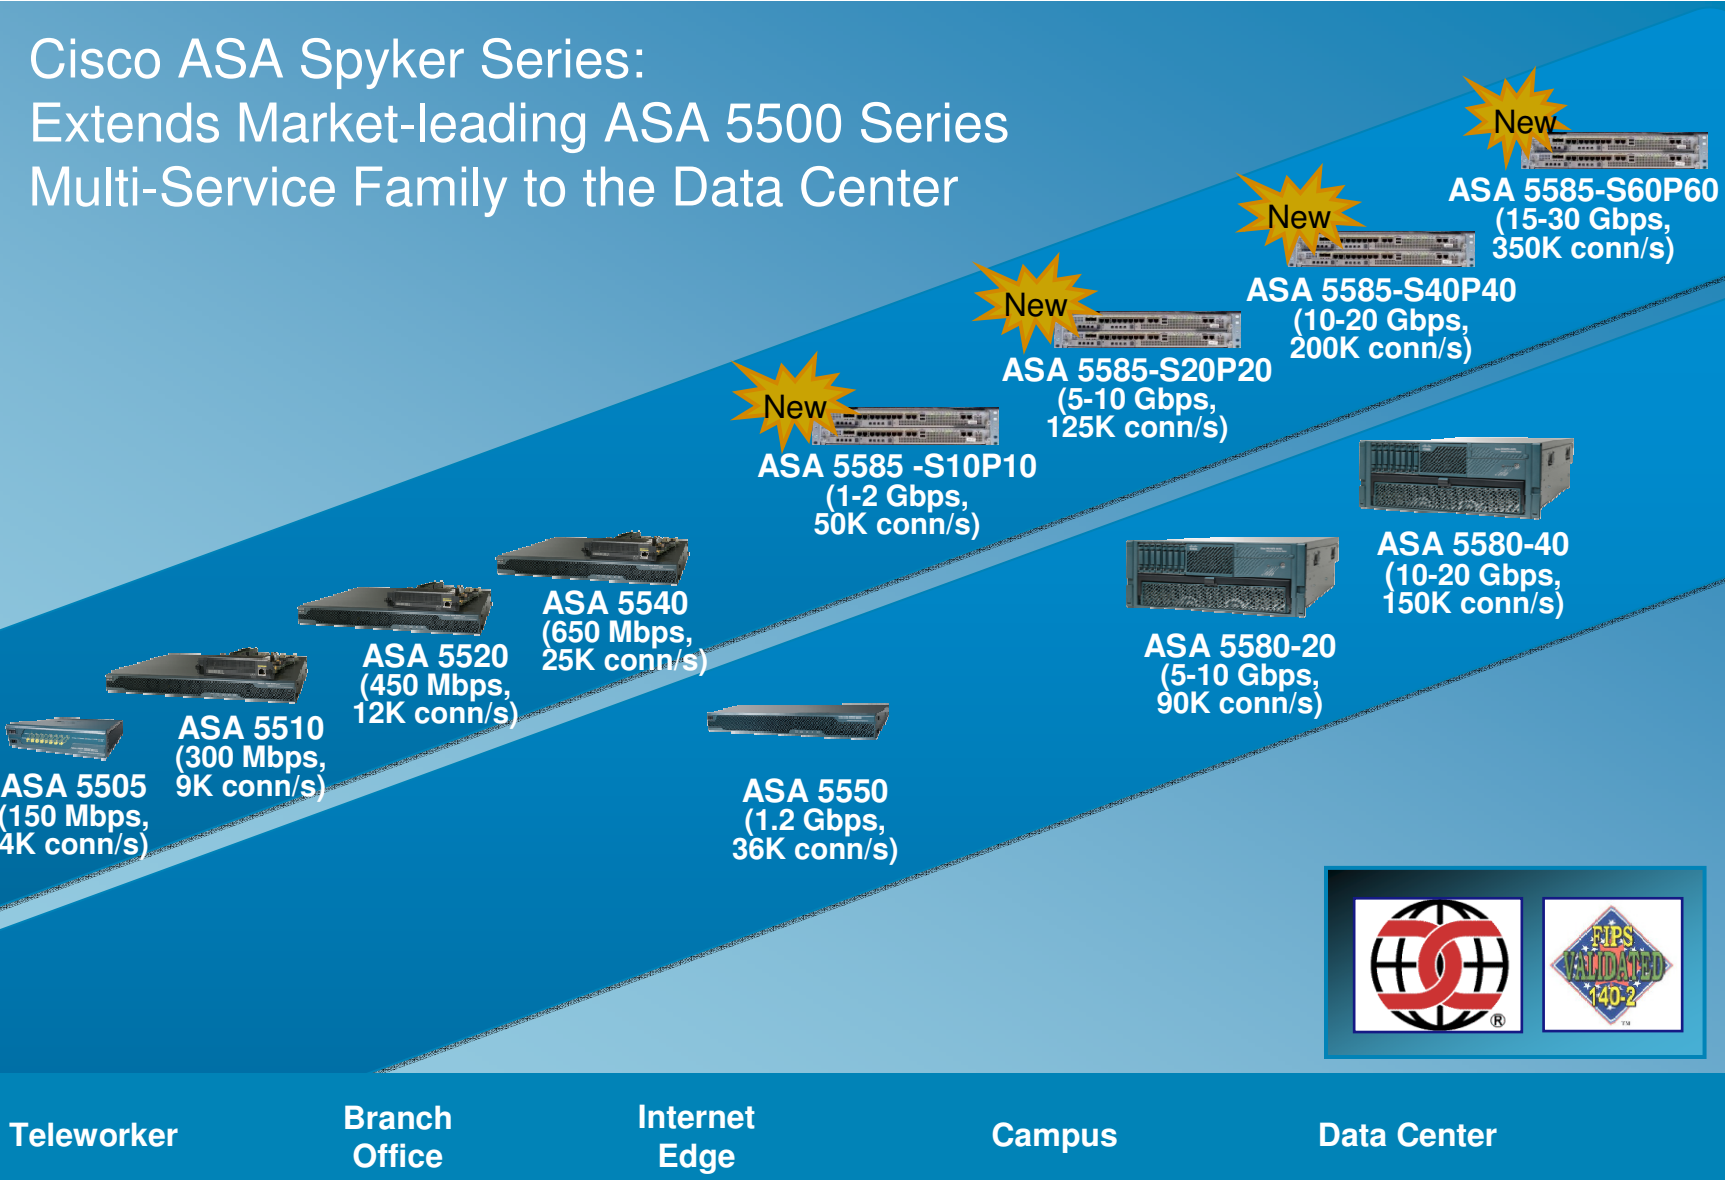 Cisco ASA Spyker Series:
Extends Market-leading ASA 5500 Series
Multi-Service Family to the Data Center
New
ASA 5585-S60P60
(15-30 Gbps,
350K conn/s)
New
ASA 5585-S40P40
(10-20 Gbps,
200K conn/s)
New
ASA 5585-S20P20
(5-10 Gbps,
125K conn/s)
New
ASA 5585 -S10P10
(1-2 Gbps,
50K conn/s)
ASA 5580-40
(10-20 Gbps,
150K conn/s)
ASA 5580-20
(5-10 Gbps,
90K conn/s)
ASA 5540
(650 Mbps,
25K conn/s)
ASA 5520
(450 Mbps,
12K conn/s)
ASA 5510
(300 Mbps,
9K conn/s)
ASA 5505
(150 Mbps,
4K conn/s)
ASA 5550
(1.2 Gbps,
36K conn/s)
®
FIPS
VALIDATED
140-2
TM
Teleworker
Branch
Office
Internet
Edge
Campus
Data Center